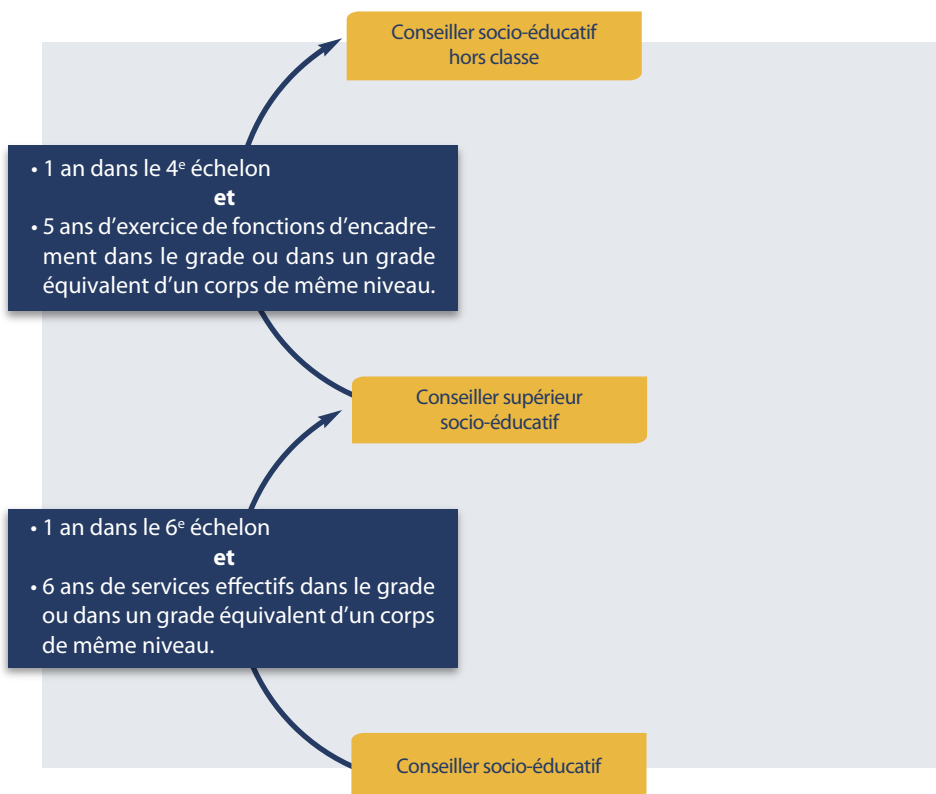 Conseiller socio-éducatif
hors classe
• 1 an dans le 4e échelon
et
• 5 ans d'exercice de fonctions d'encadre-
ment dans le grade ou dans un grade
équivalent d'un corps de même niveau.
Conseiller supérieur
socio-éducatif
• 1 an dans le 6e échelon
et
• 6 ans de services effectifs dans le grade
ou dans un grade équivalent d'un corps
de même niveau.
Conseiller socio-éducatif